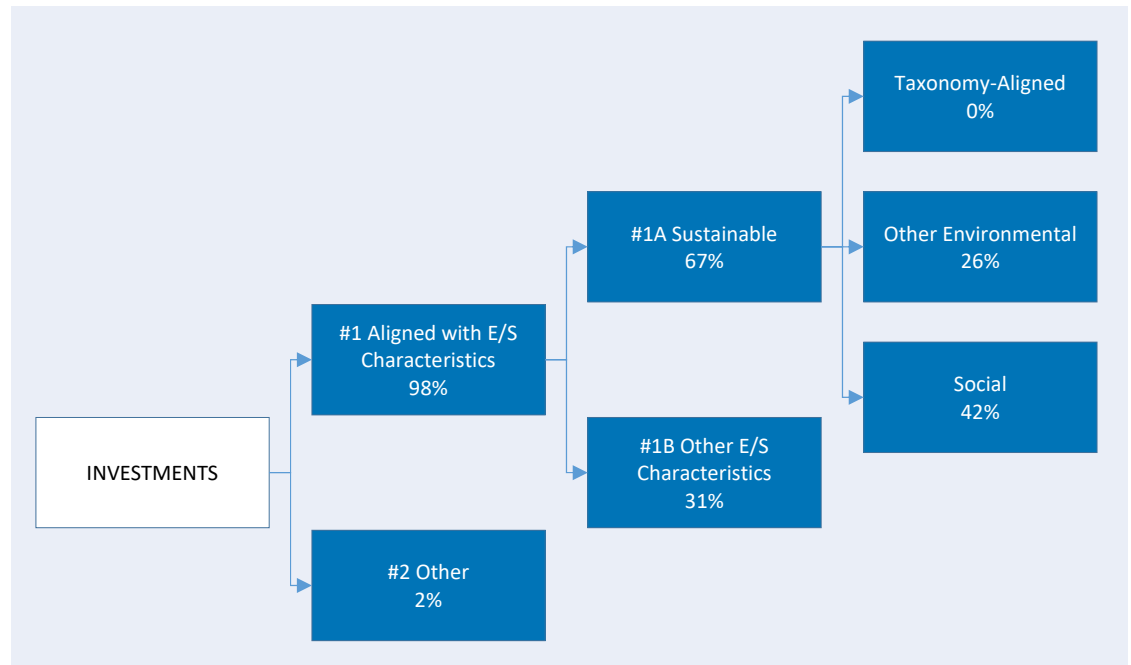 INVESTMENTS
#1 Aligned with E/S
Characteristics
98%
#2 Other
2%
#1A Sustainable
67%
#1B Other E/S
Characteristics
31%
Taxonomy-Aligned
0%
Other Environmental
26%
Social
42%